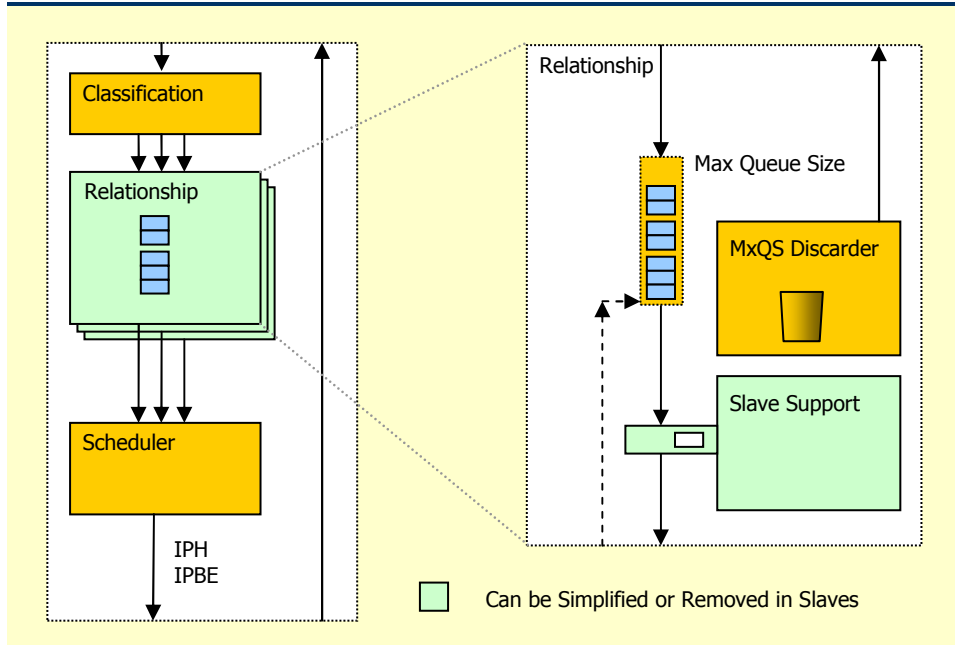 Classification
Relationship
Scheduler
IPH
IPBE
Relationship
Max Queue Size
MxQS Discarder
Slave Support
Can be Simplified or Removed in Slaves